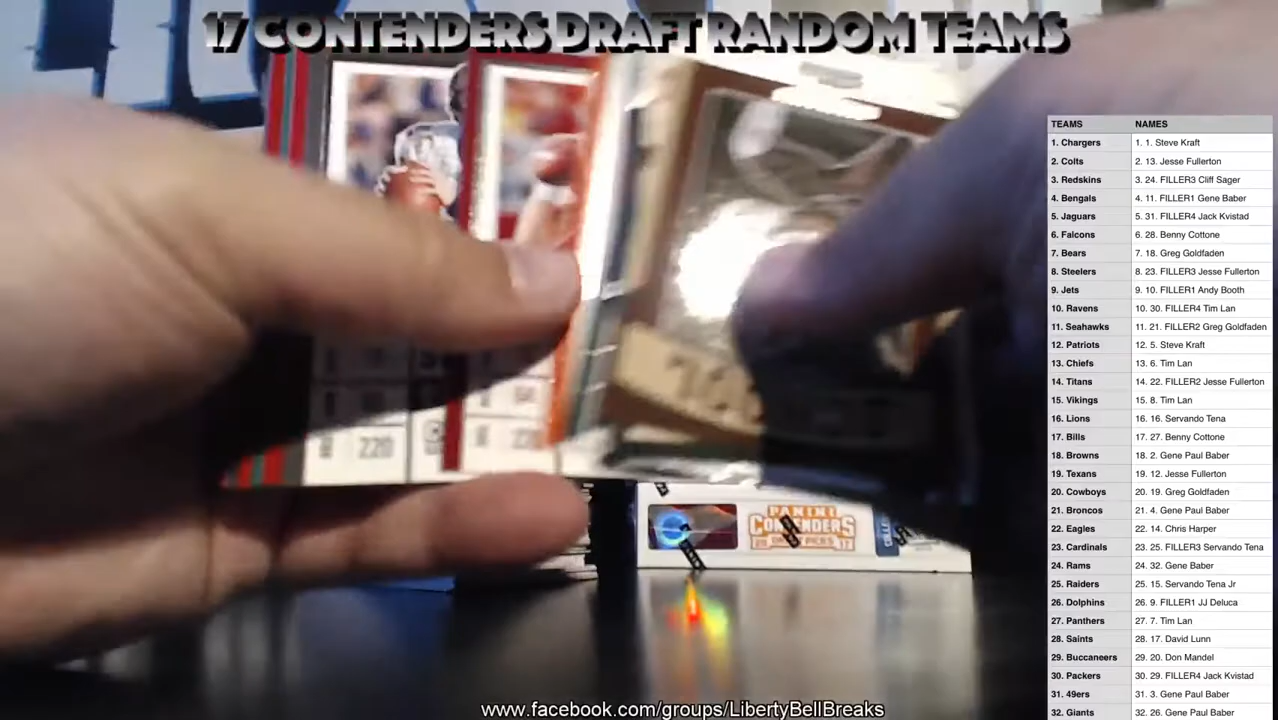 17 CONTENDERS DRAFT RANDOM TEAMS
TEAMS NAMES
1. Chargers 1. 1. Steve Kraft
2. Colts 2. 13. Jesse Fullerton
3. Redskins 3. 24. FILLER3 Cliff Sager
4. Bengals 4. 11. FILLER1 Gene Baber
5. Jaguars 5. 31. FILLER4 Jack Kvistad
6. Falcons 6. 28. Benny Cottone
7. Bears 7. 18. Greg Goldfaden
8. Steelers 8. 23. FILLER3 Jesse Fullerton
9. Jets 9. 10. FILLER1 Andy Booth
10. Ravens 10. 30. FILLER4 Tim Lan
11. Seahawks 11. 21. FILLER2 Greg Goldfaden
12. Patriots 12. 5. Steve Kraft
13. Chiefs 13. 6. Tim Lan
14. Titans 14. 22. FILLER2 Jesse Fullerton
15. Vikings 15. 8. Tim Lan
16. Lions 16. 16. Servando Tena
17. Bills 17. 27. Benny Cottone
18. Browns 18. 2. Gene Paul Baber
19. Texans 19. 12. Jesse Fullerton
20. Cowboys 20. 19. Greg Goldfaden
21. Broncos 21. 4. Gene Paul Baber
22. Eagles 22. 14. Chris Harper
23. Cardinals 23. 25. FILLER3 Servando Tena
24. Rams 24. 32. Gene Baber
25. Raiders 25. 15. Servando Tena Jr
26. Dolphins 26. 9. FILLER1 JJ Deluca
27. Panthers 27. 7. Tim Lan
28. Saints 28. 17. David Lunn
29. Buccaneers 29. 20. Don Mandel
30. Packers 30. 29. FILLER4 Jack Kvistad
31. 49ers 31. 3. Gene Paul Baber
32. Giants 32. 26. Gene Paul Baber
220
PANINI
CONTENDERS
20 DRAFT PICKS 17
www.facebook.com/groups/LibertyBellBreaks